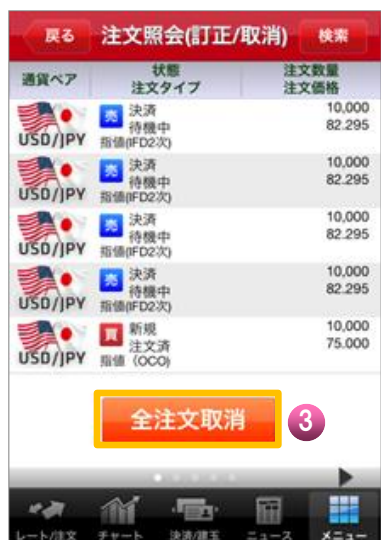 戻る
注文照会(訂正/取消)
検索
通貨ペア
状態
注文タイプ
注文数量
注文価格
USD/JPY
売
決済
待機中
指値(IFD2次)
10,000
82.295
USD/JPY
売
決済
待機中
指値(IFD2次)
10,000
82.295
USD/JPY
売
決済
待機中
指値(IFD2次)
10,000
82.295
USD/JPY
売
決済
待機中
指値(IFD2次)
10,000
82.295
USD/JPY
買
新規
注文済
指値（OCO)
10,000
75.000
全注文取消
3
レート/注文
チャート
決済/建玉
ニュース
メニュー